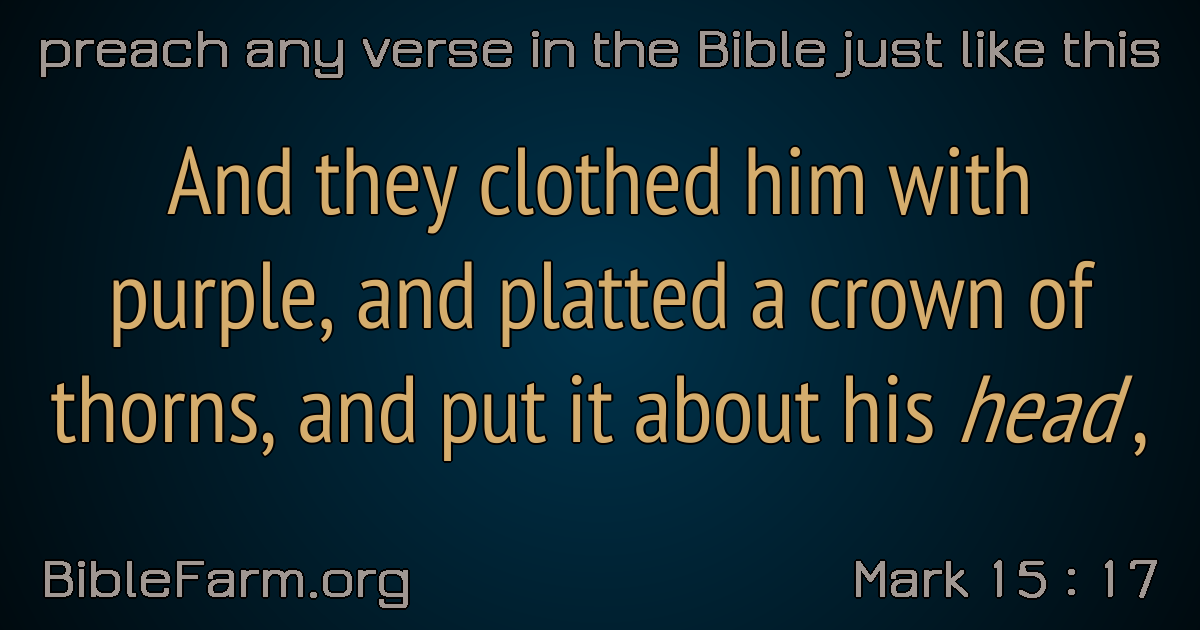 preach any verse in the Bible just like this
And they clothed him with
purple, and platted a crown of
thorns, and put it about his head,
BibleFarm.org
Mark 15 : 17